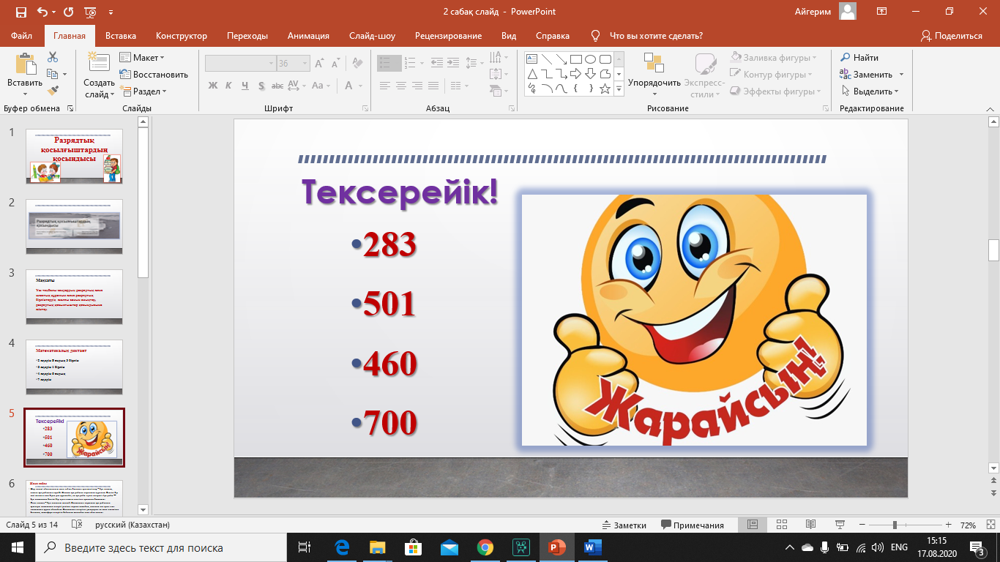 2 сабақ слайд - PowerPoint
Айгерим
Файл Главная Вставка Конструктор Переходы Анимация Слайд-шоу Рецензирование Вид Справка Что вы хотите сделать? Поделиться
Вставить
Создать слайд
Макет
Восстановить
Раздел
36
Ж К Ч S abc AV Aa A
Упорядочить
Экспресс-стили
Заливка фигуры
Контур фигуры
Эффекты фигуры
Найти
Заменить
Выделить
Буфер обмена Слайды Шрифт Абзац Рисование Редактирование
1
Разрядтық
қосылғыштардың
қосындысы
2
Разрядтық қосылғыштардың
қосындысы
3
Мақсаты
4
Математикалық диктант
5
Тексерейік!
•283
•501
•460
•700
Жарайсың!
6
Тексерейік!
•283
•501
•460
•700
Жарайсың!
Слайд 5 из 14 русский (Казахстан) Заметки Примечания 72%
Введите здесь текст для поиска
ENG
15:15
17.08.2020
3